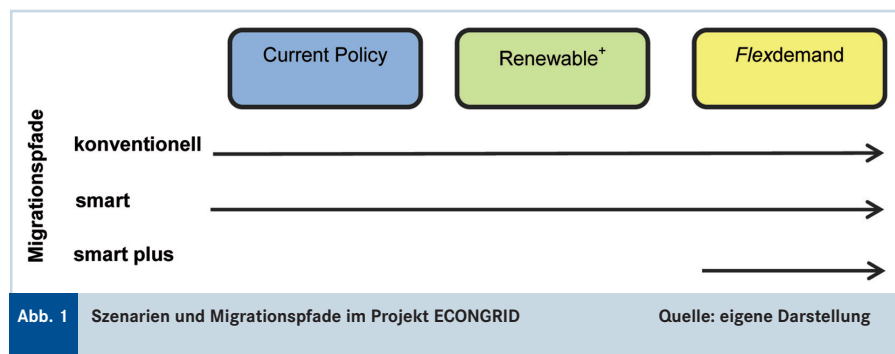 Current Policy
Renewable+
Flexdemand
Migrationspfade
konventionell
smart
smart plus
Abb. 1 Szenarien und Migrationspfade im Projekt ECONGRID Quelle: eigene Darstellung